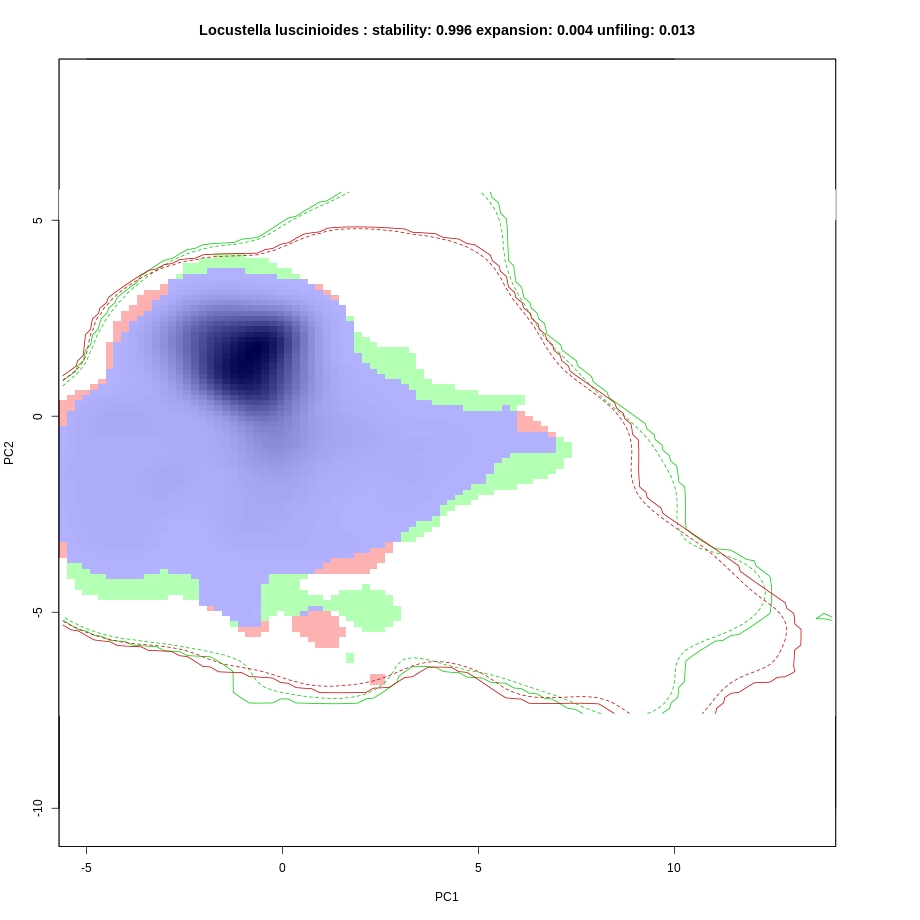 Locustella luscinioides : stability: 0.996 expansion: 0.004 unfiling: 0.013
5
0
PC2
-5
-10
-5 0 5 10
PC1